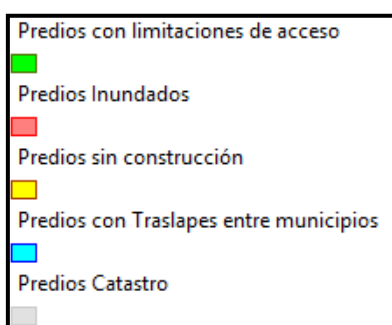 Predios con limitaciones de acceso
Predios Inundados
Predios sin construcción
Predios con Traslapes entre municipios
Predios Catastro